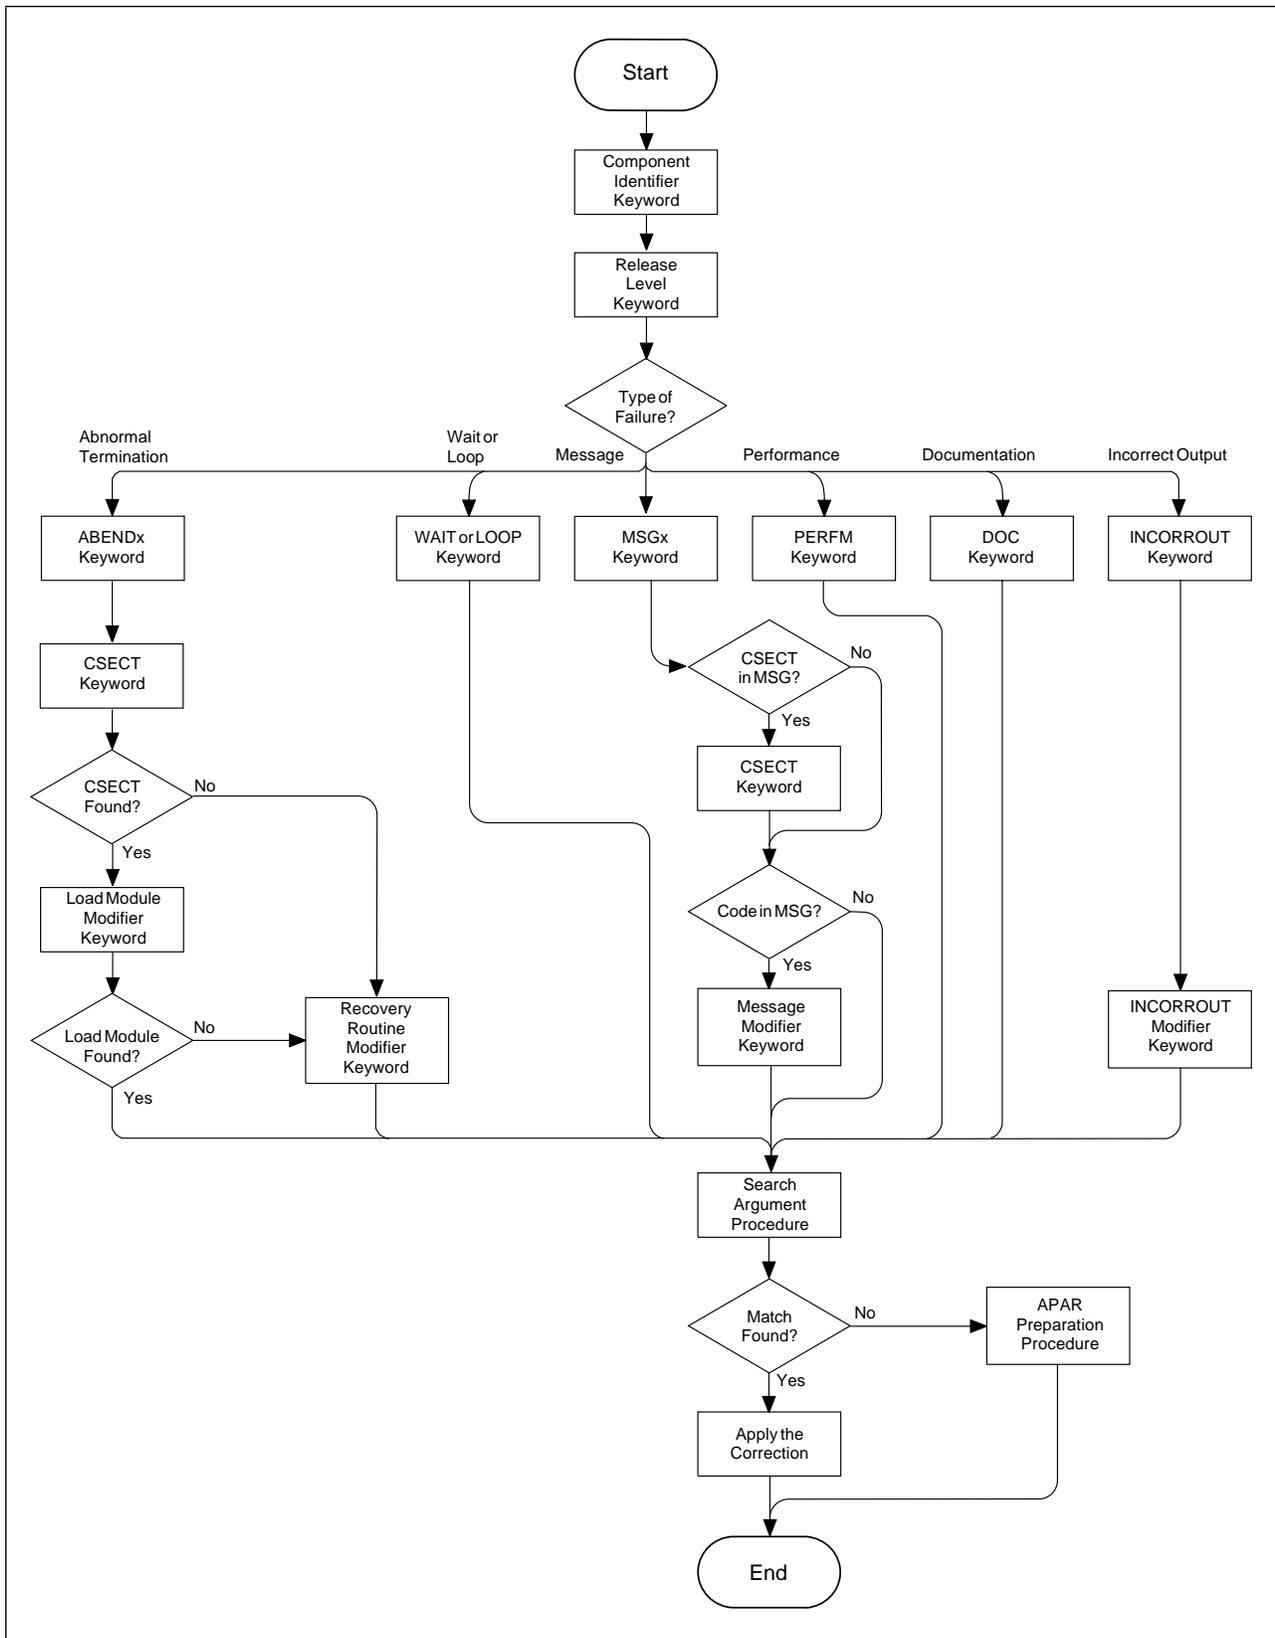 Start
Component
Identifier
Keyword
Release
Level
Keyword
Type of
Failure?
Abnormal
Termination
Wait or
Loop
Message
Performance
Documentation
Incorrect Output
ABENDx
Keyword
WAIT or LOOP
Keyword
MSGx
Keyword
PERFM
Keyword
DOC
Keyword
INCORROUT
Keyword
CSECT
Keyword
CSECT
in MSG?
No
Yes
CSECT
Found?
No
Yes
CSECT
Keyword
Load Module
Modifier
Keyword
Code in MSG?
No
Yes
Load Module
Found?
No
Yes
Recovery
Routine
Modifier
Keyword
Message
Modifier
Keyword
INCORROUT
Modifier
Keyword
Search
Argument
Procedure
Match
Found?
No
Yes
APAR
Preparation
Procedure
Apply the
Correction
End